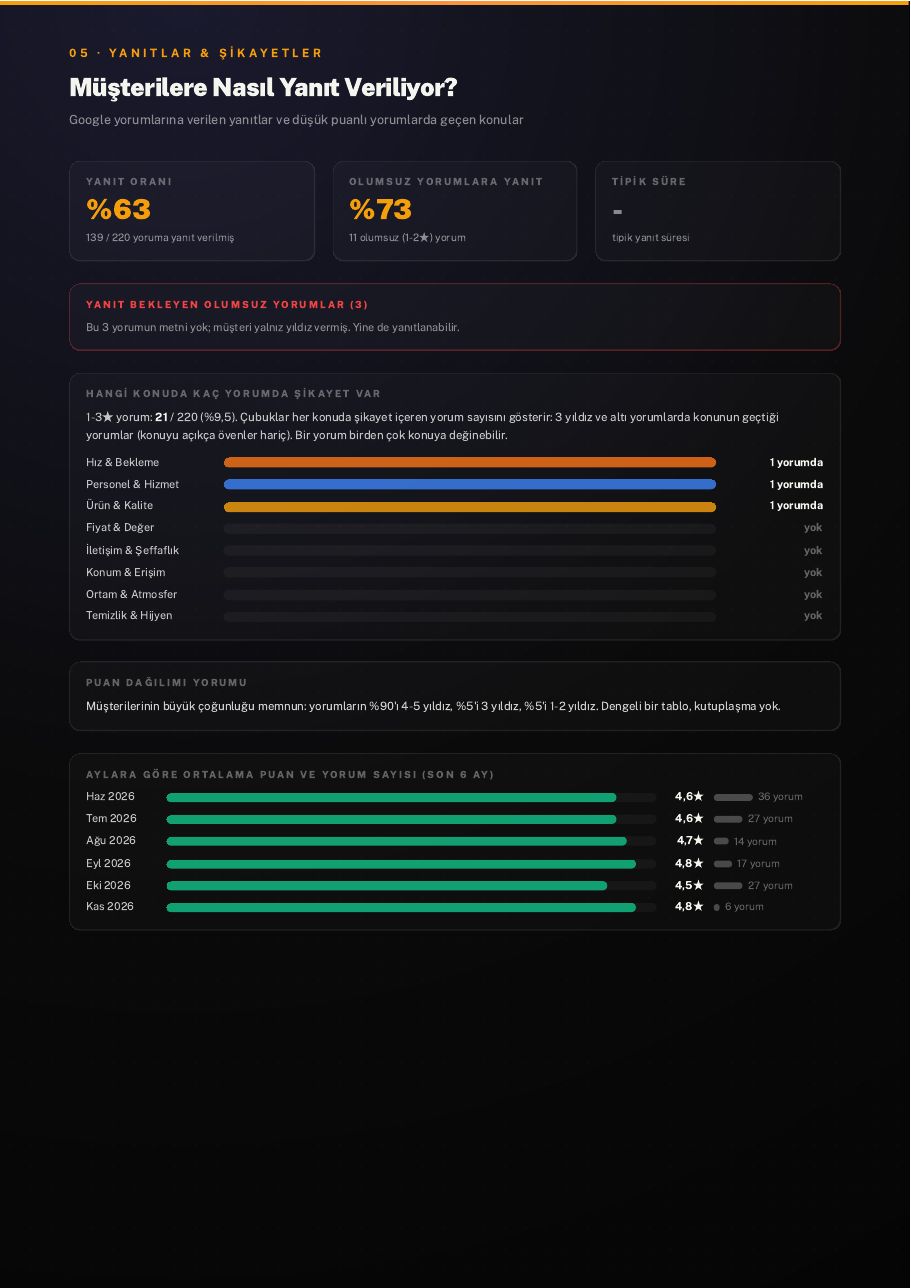 05 · YANITLAR & ŞİKAYETLER
Müşterilere Nasıl Yanıt Veriliyor?
Google yorumlarına verilen yanıtlar ve düşük puanlı yorumlarda geçen konular
YANIT ORANI
%63
139 / 220 yoruma yanıt verilmiş
OLUMSUZ YORUMLARA YANIT
%73
11 olumsuz (1-2★) yorum
TİPİK SÜRE
-
tipik yanıt süresi
YANIT BEKLEYEN OLUMSUZ YORUMLAR (3)
Bu 3 yorumun metni yok; müşteri yalnız yıldız vermiş. Yine de yanıtlanabilir.
HANGİ KONUDA KAÇ YORUMDA ŞİKAYET VAR
1-3★ yorum: 21 / 220 (%9,5). Çubuklar her konuda şikayet içeren yorum sayısını gösterir: 3 yıldız ve altı yorumlarda konunun geçtiği
yorumlar (konuyu açıkça övenler hariç). Bir yorum birden çok konuya değinebilir.
Hız & Bekleme 1 yorumda
Personel & Hizmet 1 yorumda
Ürün & Kalite 1 yorumda
Fiyat & Değer yok
İletişim & Şeffaflık yok
Konum & Erişim yok
Ortam & Atmosfer yok
Temizlik & Hijyen yok
PUAN DAĞILIMI YORUMU
Müşterilerinin büyük çoğunluğu memnun: yorumların %90'ı 4-5 yıldız, %5'i 3 yıldız, %5'i 1-2 yıldız. Dengeli bir tablo, kutuplaşma yok.
AYLARA GÖRE ORTALAMA PUAN VE YORUM SAYISI (SON 6 AY)
Haz 2026 4,6★ 36 yorum
Tem 2026 4,6★ 27 yorum
Ağu 2026 4,7★ 14 yorum
Eyl 2026 4,8★ 17 yorum
Eki 2026 4,5★ 27 yorum
Kas 2026 4,8★ 6 yorum